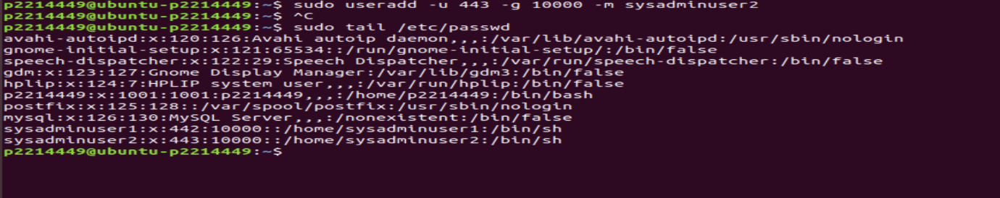 p2214449@ubuntu-p2214449:~$ sudo useradd -u 443 -g 10000 -m sysadminuser2
p2214449@ubuntu-p2214449:~$ ^C
p2214449@ubuntu-p2214449:~$ sudo tail /etc/passwd
avahi-autoipd:x:120:126:Avahi autoip daemon,,,:/var/lib/avahi-autoipd:/usr/sbin/nologin
gnome-initial-setup:x:121:65534::/run/gnome-initial-setup/:/bin/false
speech-dispatcher:x:122:29:Speech Dispatcher,,,:/var/run/speech-dispatcher:/bin/false
gdm:x:123:127:Gnome Display Manager:/var/lib/gdm3:/bin/false
hplip:x:124:7:HPLIP system user,,,:/var/run/hplip:/bin/false
p2214449:x:1001:1001:p2214449,,,:/home/p2214449:/bin/bash
postfix:x:125:128::/var/spool/postfix:/usr/sbin/nologin
mysql:x:126:130:MySQL Server,,,:/nonexistent:/bin/false
sysadminuser1:x:442:10000::/home/sysadminuser1:/bin/sh
sysadminuser2:x:443:10000::/home/sysadminuser2:/bin/sh
p2214449@ubuntu-p2214449:~$